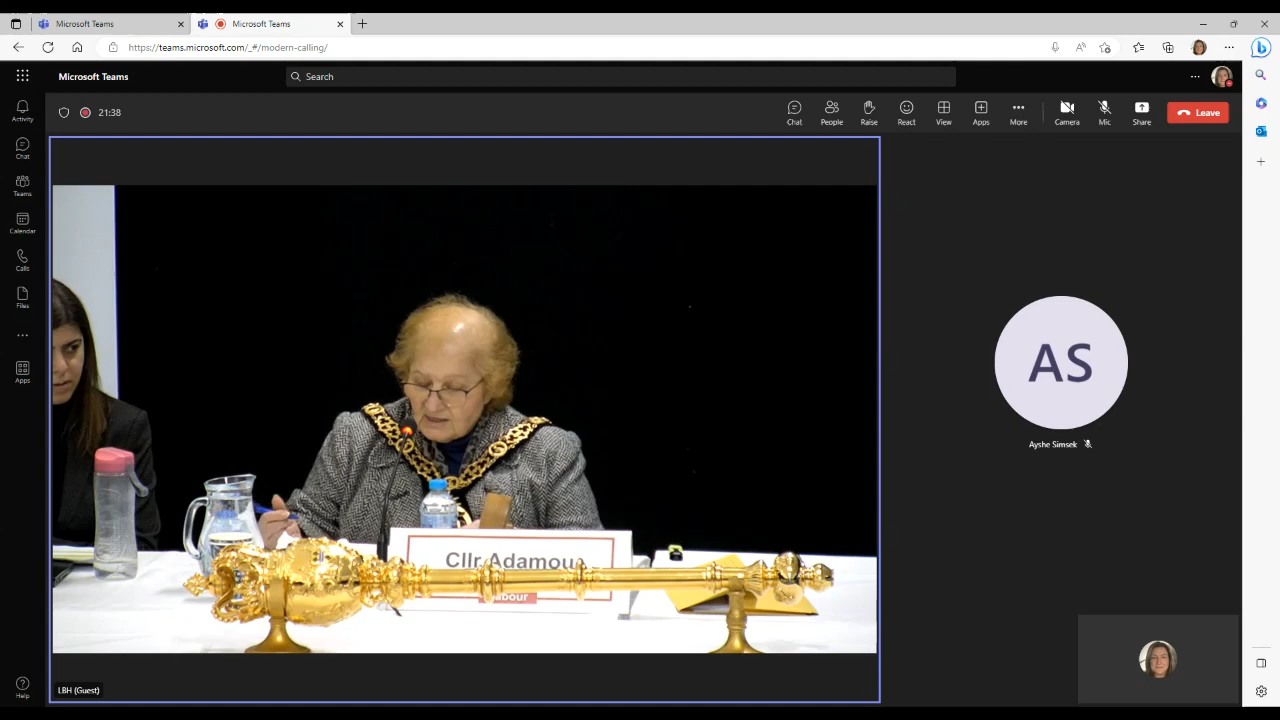 Microsoft Teams
Microsoft Teams
https://teams.microsoft.com/_#/modern-calling/
Microsoft Teams
Search
21:38
Chat
People
Raise
React
View
Apps
More
Camera
Mic
Share
Leave
Activity
Chat
Teams
Calendar
Calls
Files
Apps
Help
Cllr Adamou
Labour
AS
Ayshe Simsek
LBH (Guest)